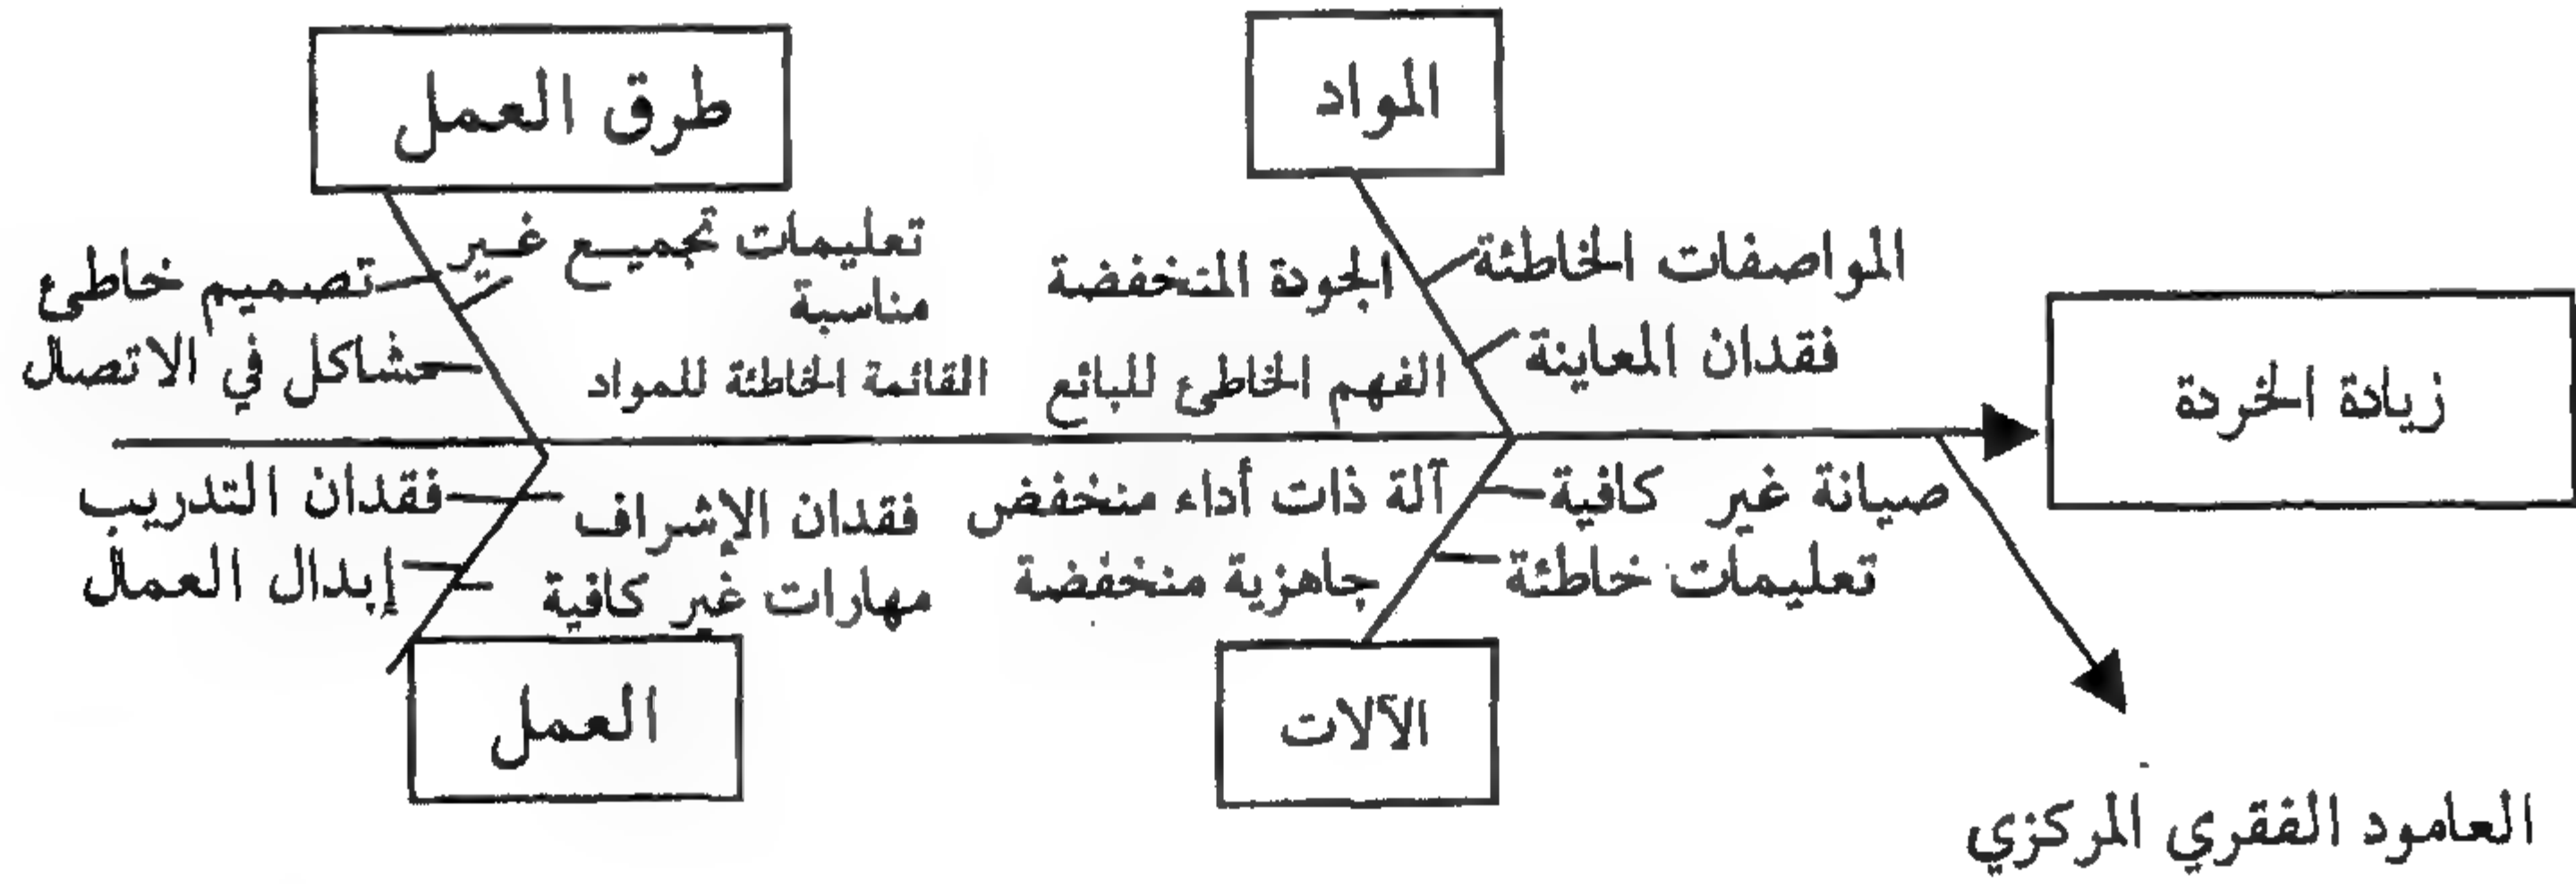 المواد
طرق العمل
المواصفات الخاطئة
الجودة المنخفضة
تعليمات تجميع غير
مناسبة
تصميم خاطئ
فقدان المعاينة
الفهم الخاطئ للبائع
القائمة الخاطئة للمواد
مشاكل في الاتصال
زيادة الخردة
صيانة غير كافية
آلة ذات أداء منخفض
فقدان الإشراف
فقدان التدريب
تعليمات خاطئة
جاهزية منخفضة
مهارات غير كافية
إبدال العمال
الآلات
العمل
العامود الفقري المركزي